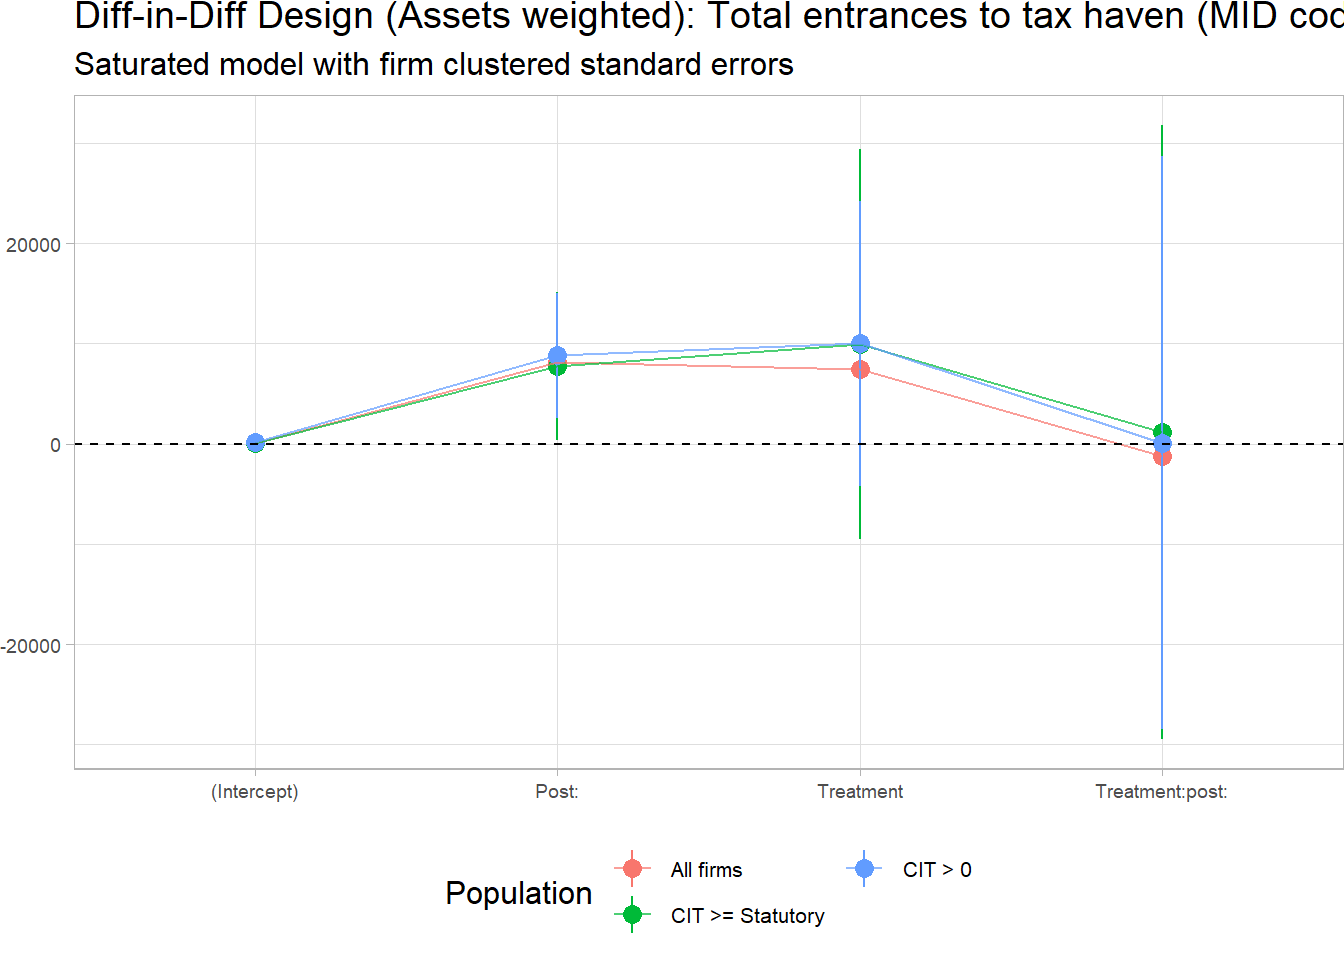 Diff-in-Diff Design (Assets weighted): Total entrances to tax haven (MID cod
Saturated model with firm clustered standard errors
20000
0
-20000
(Intercept)
Post:
Treatment
Treatment:post:
Population
All firms
CIT > 0
CIT >= Statutory